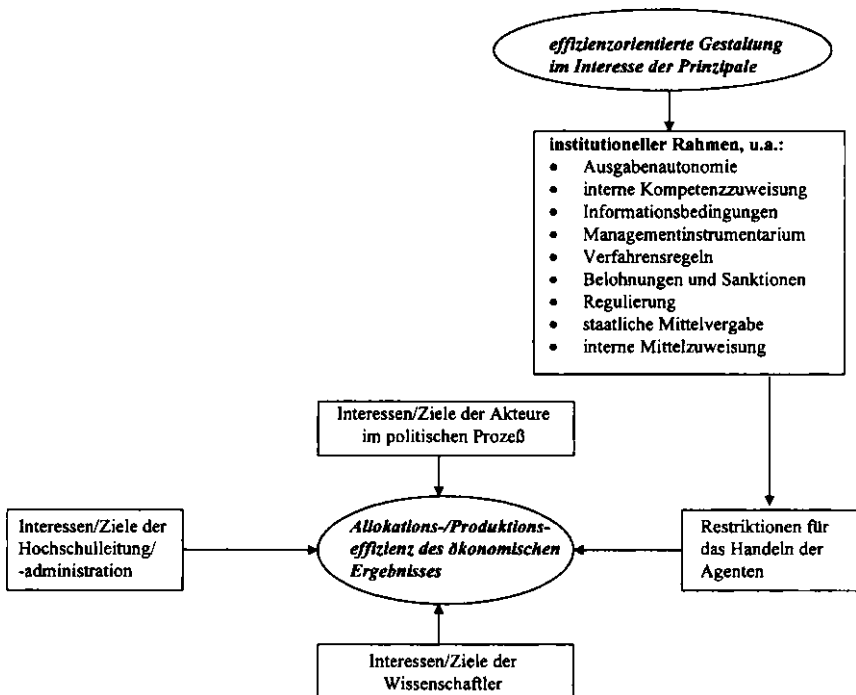 effizienzorientierte Gestaltung
im Interesse der Prinzipale
institutioneller Rahmen, u.a.:
• Ausgabenautonomie
• interne Kompetenzzuweisung
• Informationsbedingungen
• Managementinstrumentarium
• Verfahrensregeln
• Belohnungen und Sanktionen
• Regulierung
• staatliche Mittelvergabe
• interne Mittelzuweisung
Interessen/Ziele der Akteure
im politischen Prozeß
Interessen/Ziele der
Hochschulleitung/
-administration
Allokations-/Produktions-
effizienz des ökonomischen
Ergebnisses
Restriktionen für
das Handeln der
Agenten
Interessen/Ziele der
Wissenschaftler